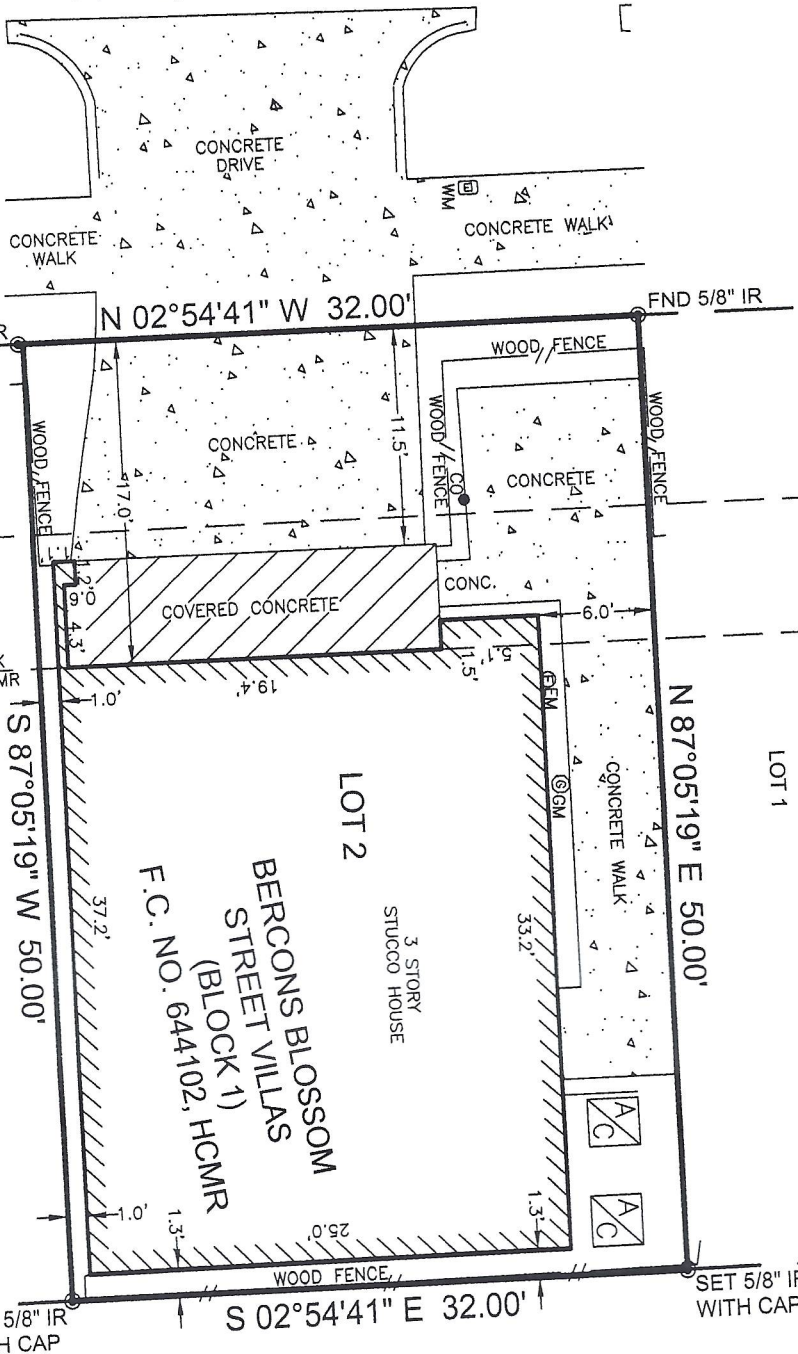 CONCRETE
DRIVE
WM
E
CONCRETE WALK
CONCRETE
WALK
N 02°54'41" W 32.00'
FND 5/8" IR
WOOD FENCE
WOOD FENCE
WOOD FENCE
WOOD FENCE
CO
CONCRETE
CONCRETE
11.5'
17.0'
CONC.
COVERED CONCRETE
1.2'
0.6'
4.3'
6.0'
5.1'
1.5'
19.4'
1.0'
EM
G
GM
CONCRETE WALK
S 87°05'19" W 50.00'
N 87°05'19" E 50.00'
LOT 1
LOT 2
3 STORY
STUCCO HOUSE
BERCONS BLOSSOM
STREET VILLAS
(BLOCK 1)
F.C. NO. 644102, HCMR
37.2'
33.2'
A/C
A/C
1.0'
1.3'
25.0'
1.3'
WOOD FENCE
S 02°54'41" E 32.00'
5/8" IR
H CAP
SET 5/8" IR
WITH CAP